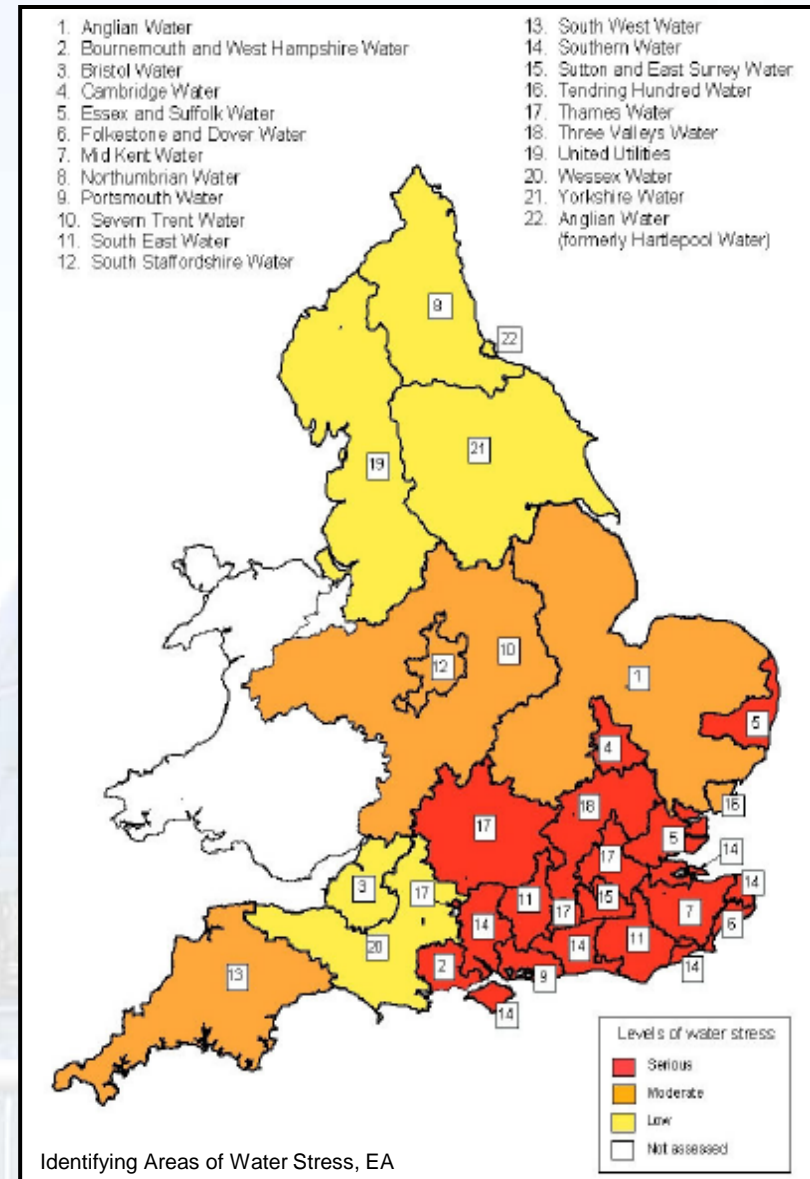 1. Anglian Water
2. Bournemouth and West Hampshire Water
3. Bristol Water
4. Cambridge Water
5. Essex and Suffolk Water
6. Folkestone and Dover Water
7. Mid Kent Water
8. Northumbrian Water
9. Portsmouth Water
10. Severn Trent Water
11. South East Water
12. South Staffordshire Water
13. South West Water
14. Southern Water
15. Sutton and East Surrey Water
16. Tendring Hundred Water
17. Thames Water
18. Three Valleys Water
19. United Utilities
20. Wessex Water
21. Yorkshire Water
22. Anglian Water
(formerly Hartlepool Water)
8
22
19
21
12
10
1
5
4
16
18
17
5
17
14
3
17
14
15
11
7
14
17
6
20
14
11
2
9
14
13
14
Levels of water stress
Serious
Moderate
Low
Not assessed
Identifying Areas of Water Stress, EA